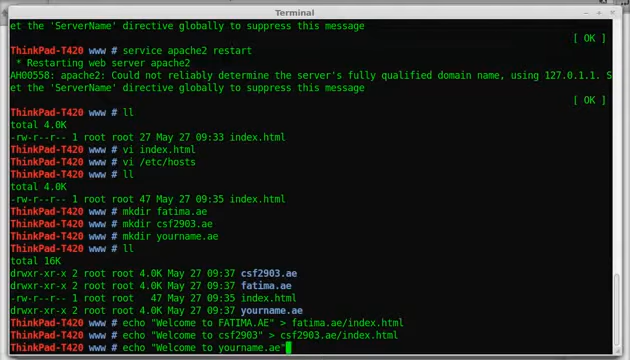 Terminal
et the 'ServerName' directive globally to suppress this message
[ OK ]
ThinkPad-T420 www # service apache2 restart
* Restarting web server apache2
AH00558: apache2: Could not reliably determine the server's fully qualified domain name, using 127.0.1.1. S
et the 'ServerName' directive globally to suppress this message
[ OK ]
ThinkPad-T420 www # ll
total 4.0K
-rw-r--r-- 1 root root 27 May 27 09:33 index.html
ThinkPad-T420 www # vi index.html
ThinkPad-T420 www # vi /etc/hosts
ThinkPad-T420 www # ll
total 4.0K
-rw-r--r-- 1 root root 47 May 27 09:35 index.html
ThinkPad-T420 www # mkdir fatima.ae
ThinkPad-T420 www # mkdir csf2903.ae
ThinkPad-T420 www # mkdir yourname.ae
ThinkPad-T420 www # ll
total 16K
drwxr-xr-x 2 root root 4.0K May 27 09:37 csf2903.ae
drwxr-xr-x 2 root root 4.0K May 27 09:37 fatima.ae
-rw-r--r-- 1 root root   47 May 27 09:35 index.html
drwxr-xr-x 2 root root 4.0K May 27 09:37 yourname.ae
ThinkPad-T420 www # echo "Welcome to FATIMA.AE" > fatima.ae/index.html
ThinkPad-T420 www # echo "Welcome to csf2903" > csf2903.ae/index.html
ThinkPad-T420 www # echo "Welcome to yourname.ae"